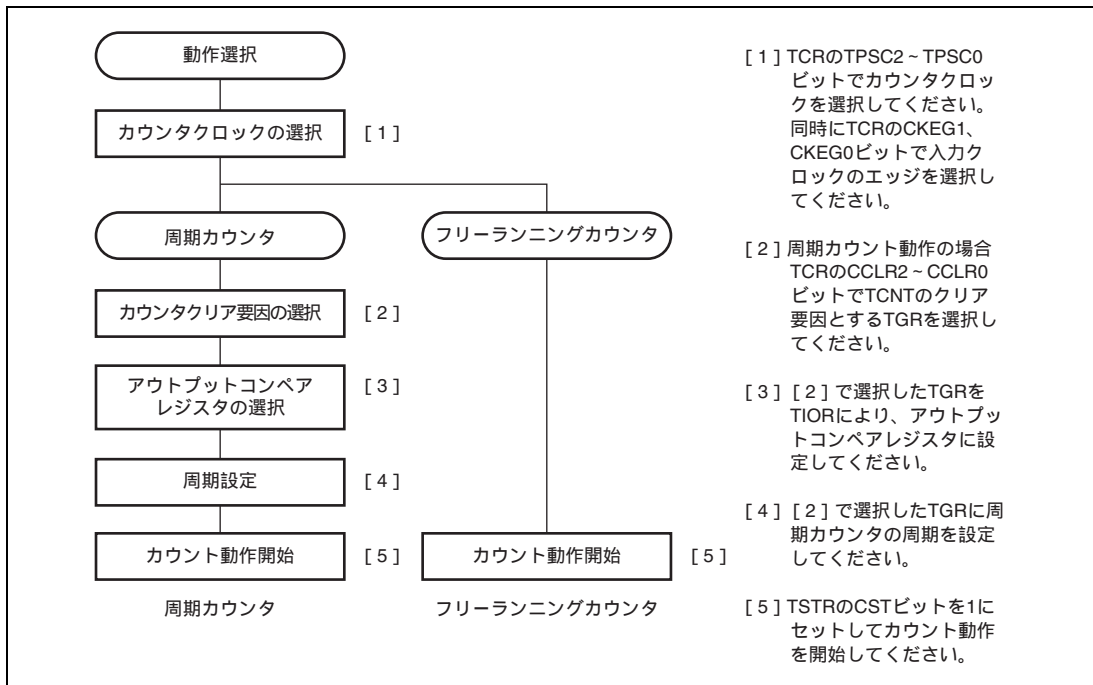 動作選択
カウンタクロックの選択
[1]
周期カウンタ
フリーランニングカウンタ
カウンタクリア要因の選択
[2]
アウトプットコンペア
レジスタの選択
[3]
周期設定
[4]
カウント動作開始
[5]
カウント動作開始
[5]
周期カウンタ
フリーランニングカウンタ
[1] TCRのTPSC2~TPSC0
ビットでカウンタクロッ
クを選択してください。
同時にTCRのCKEG1、
CKEG0ビットで入力ク
ロックのエッジを選択し
てください。
[2] 周期カウント動作の場合
TCRのCCLR2~CCLR0
ビットでTCNTのクリア
要因とするTGRを選択し
てください。
[3] [2]で選択したTGRを
TIORにより、アウトプッ
トコンペアレジスタに設
定してください。
[4] [2]で選択したTGRに周
期カウンタの周期を設定
してください。
[5] TSTRのCSTビットを1に
セットしてカウント動作
を開始してください。